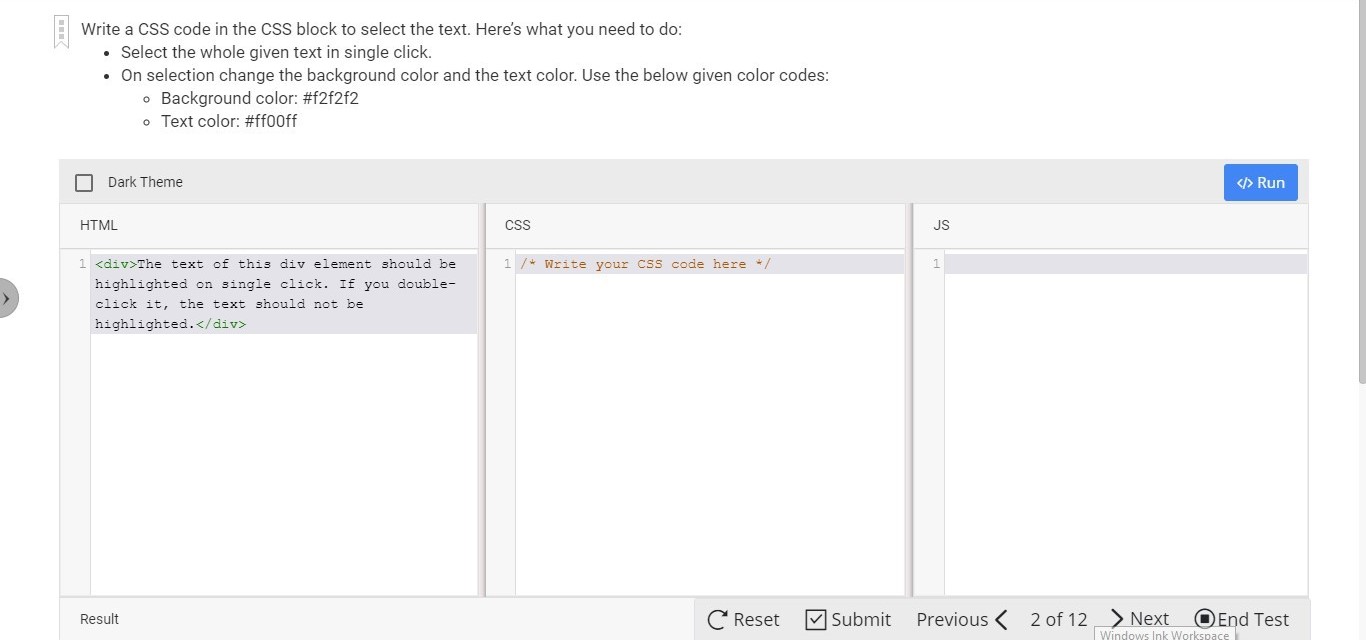 Write a CSS code in the CSS block to select the text. Here’s what you need to do:
Select the whole given text in single click.
On selection change the background color and the text color. Use the below given color codes:
Background color: #f2f2f2
Text color: #ff00ff
Dark Theme
</> Run
HTML
CSS
JS
1 <div>The text of this div element should be
highlighted on single click. If you double-
click it, the text should not be
highlighted.</div>
1 /* Write your CSS code here */
1
Result
Reset
Submit
Previous
2 of 12
Next
End Test
Windows Ink Workspace